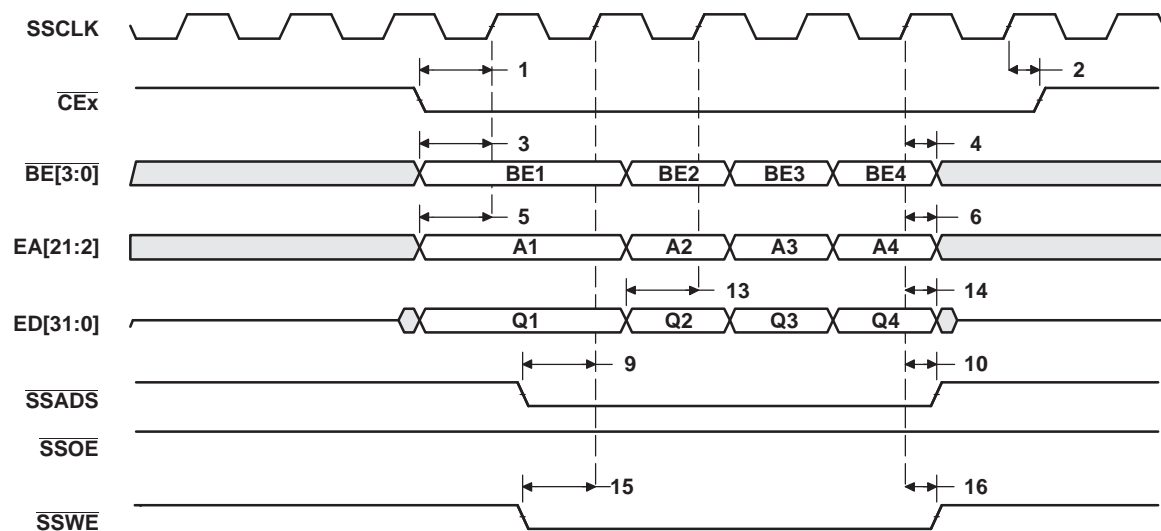 SSCLK
1 2
CEx
3 4
BE[3:0] BE1 BE2 BE3 BE4
5 6
EA[21:2] A1 A2 A3 A4
13 14
ED[31:0] Q1 Q2 Q3 Q4
9 10
SSADS
SSOE
15 16
SSWE